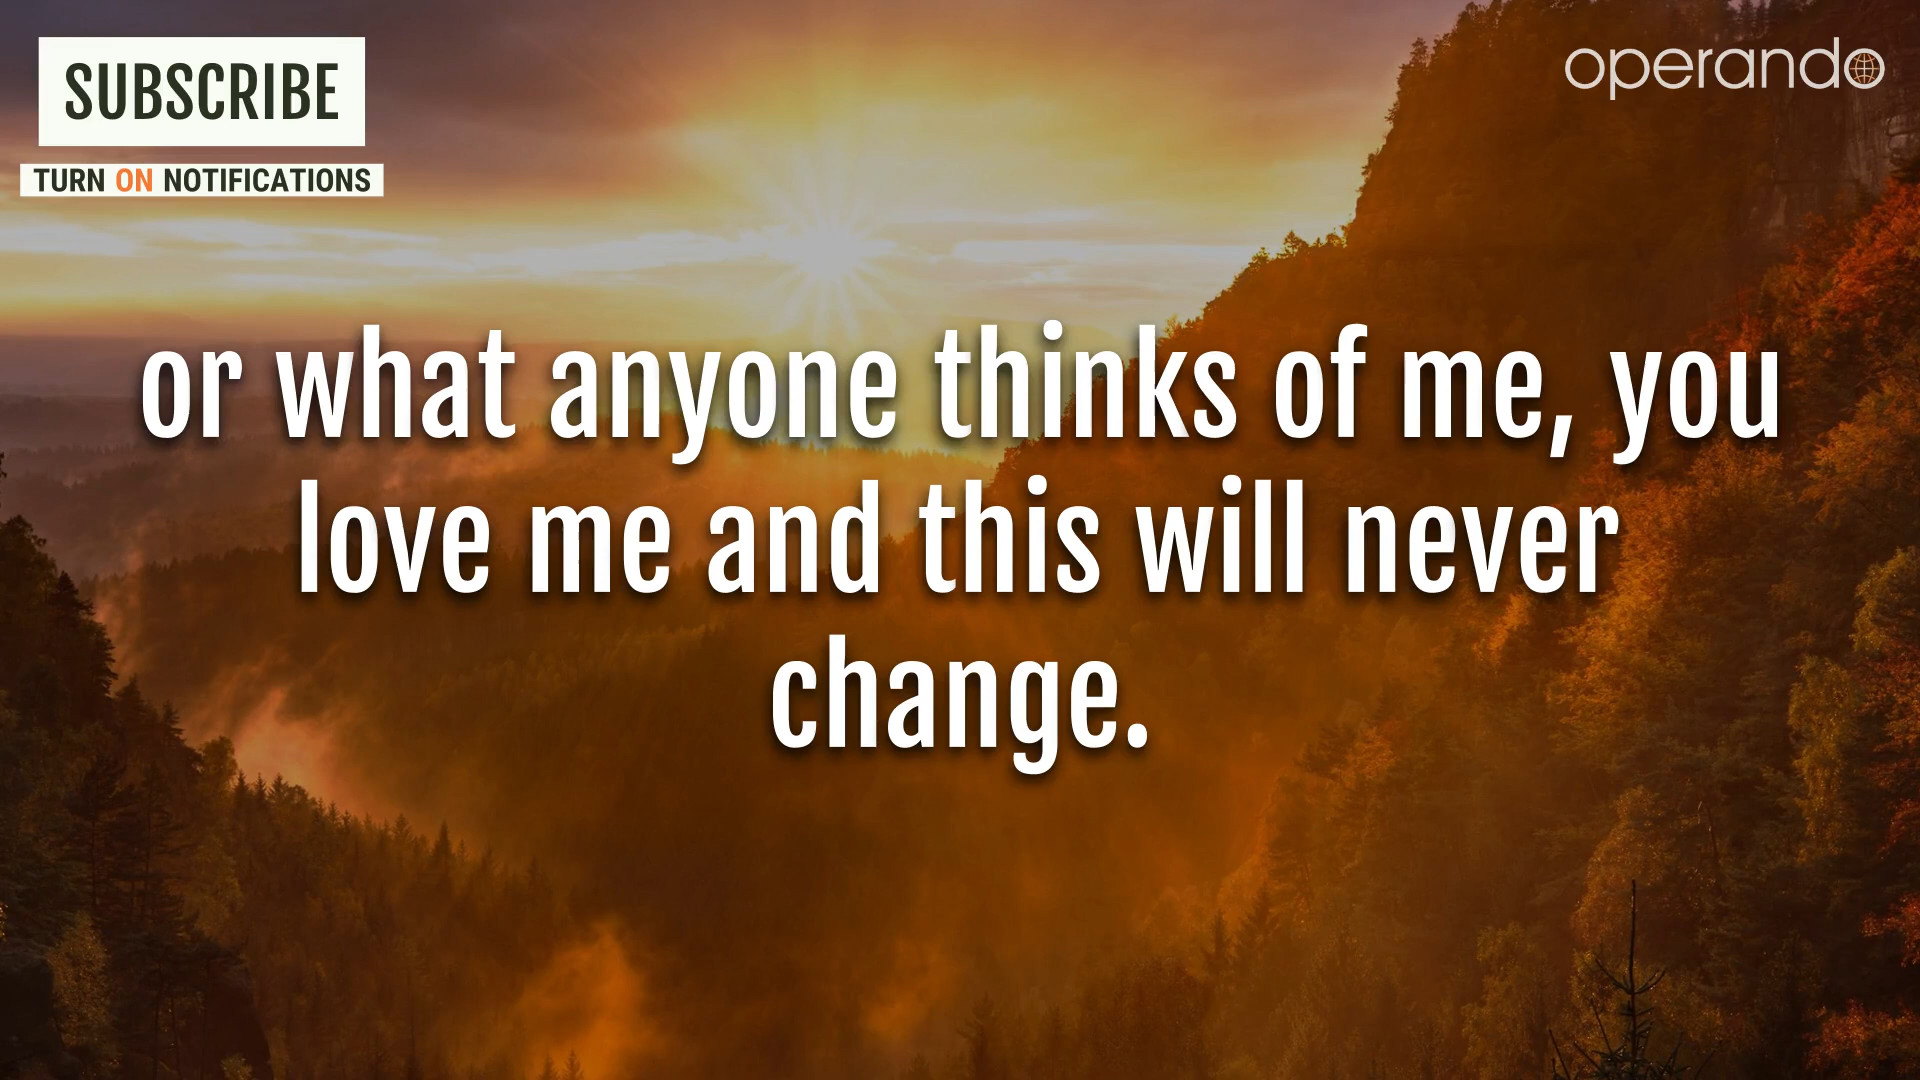 SUBSCRIBE
TURN ON NOTIFICATIONS
operando
or what anyone thinks of me, you
love me and this will never
change.